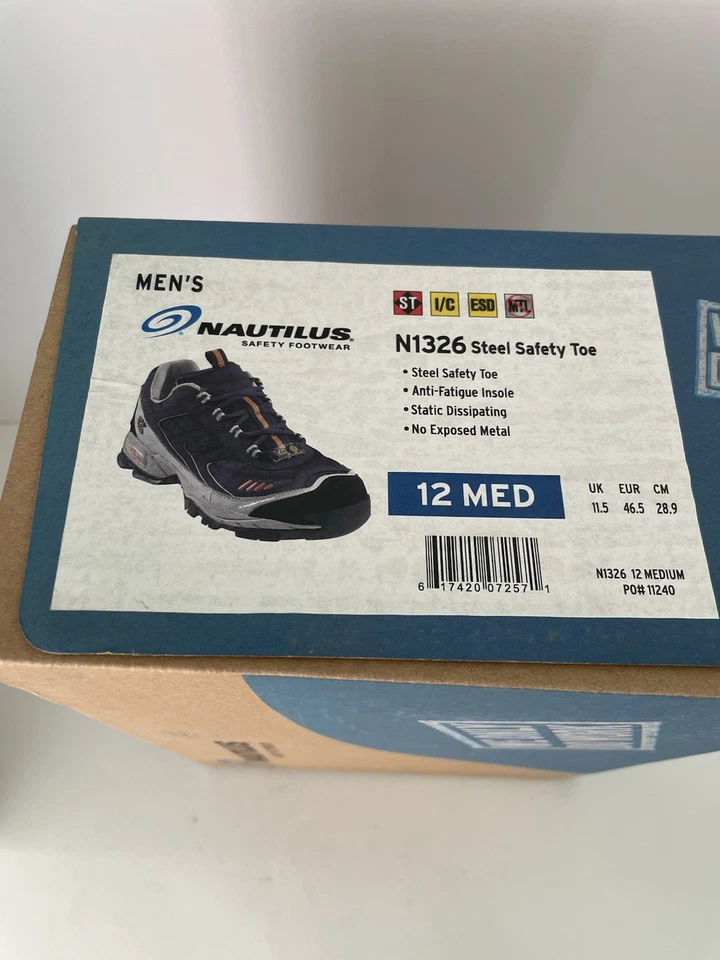 MEN'S
NAUTILUS
SAFETY FOOTWEAR
ST I/C ESD MTL
N1326 Steel Safety Toe
• Steel Safety Toe
• Anti-Fatigue Insole
• Static Dissipating
• No Exposed Metal
12 MED
UK EUR CM
11.5 46.5 28.9
6 17420 07257 1
N1326 12 MEDIUM
PO# 11240